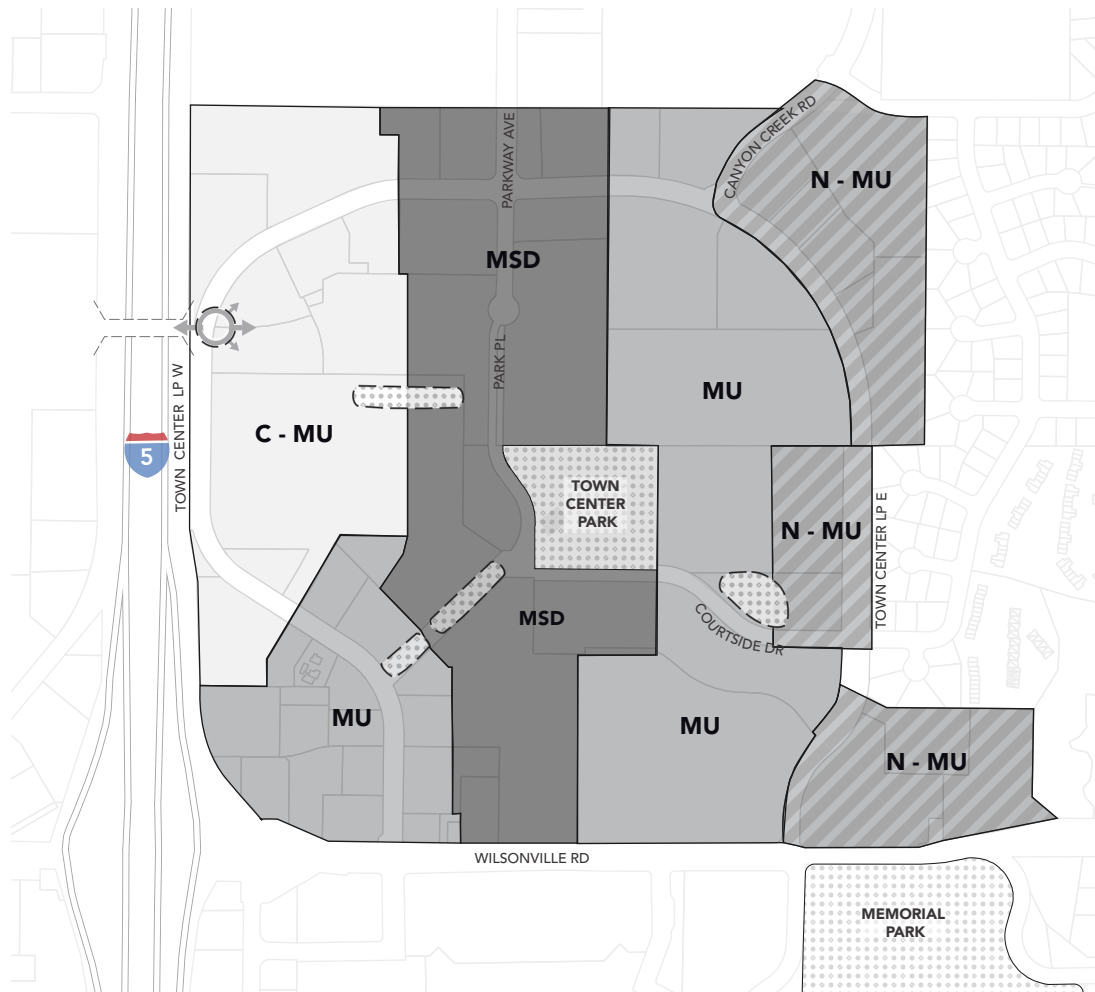 CANYON CREEK RD
PARKWAY AVE
N - MU
MSD
PARK PL
TOWN CENTER LP W
MU
C - MU
5
TOWN
CENTER
PARK
N - MU
TOWN CENTER LP E
MSD
COURTSIDE DR
MU
MU
N - MU
WILSONVILLE RD
MEMORIAL
PARK